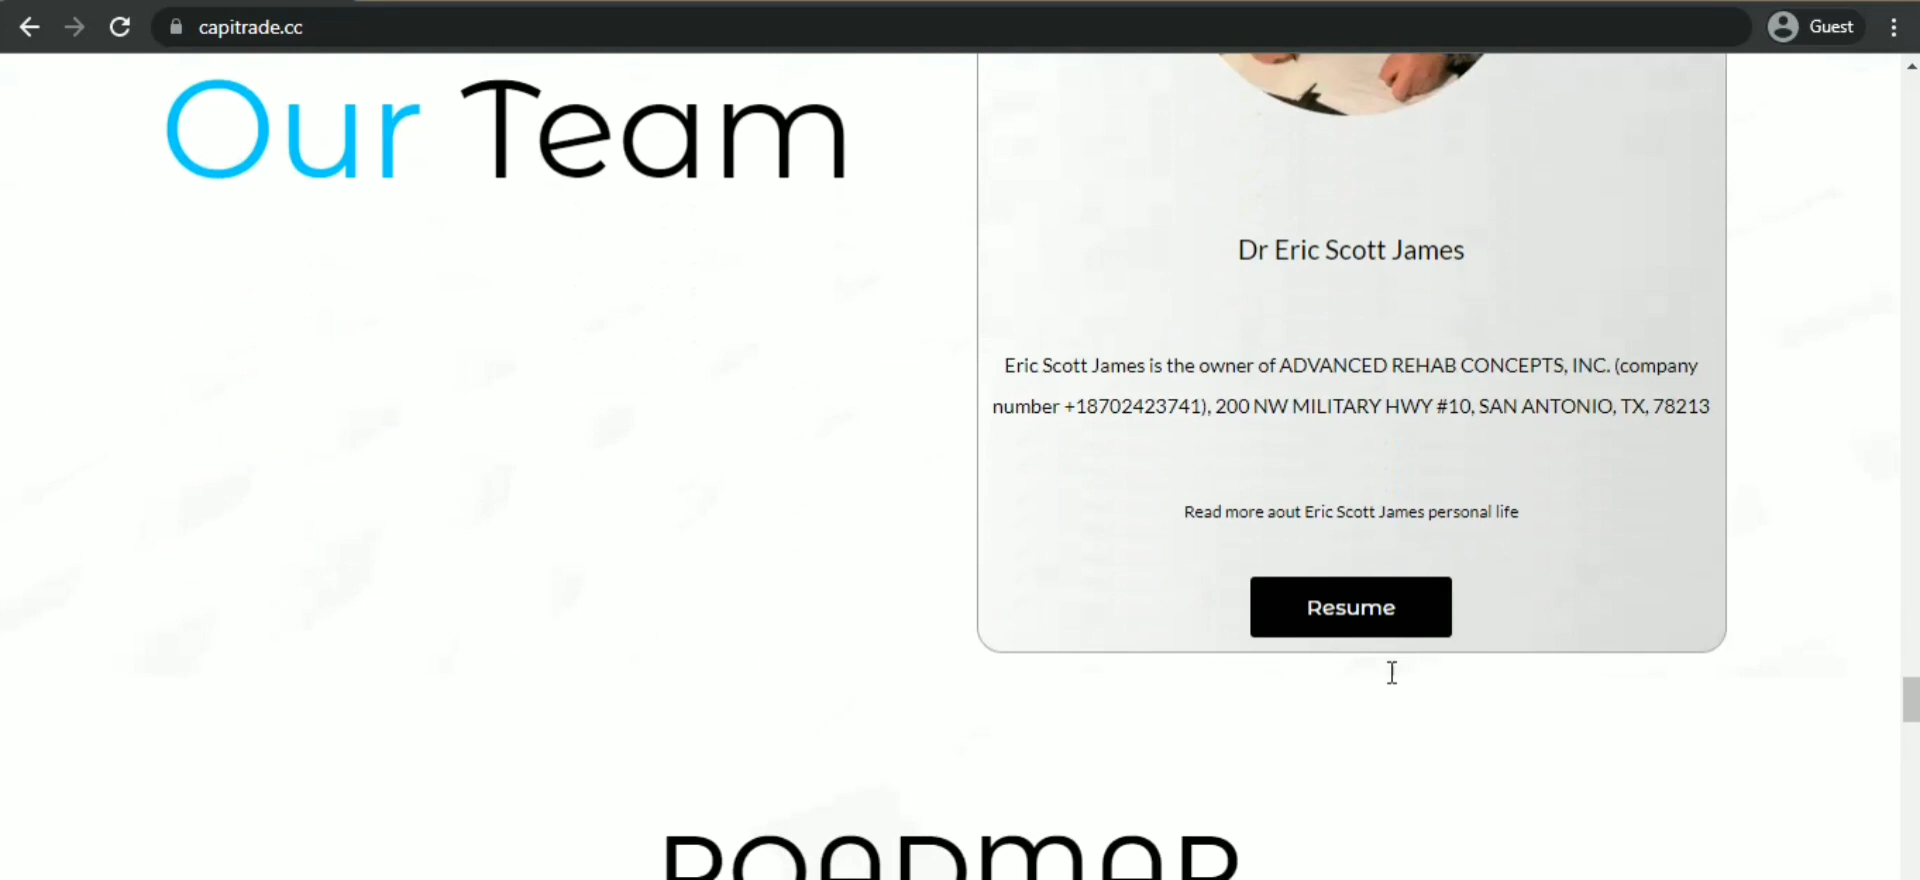 capitrade.cc
Guest
Our Team
Dr Eric Scott James
Eric Scott James is the owner of ADVANCED REHAB CONCEPTS, INC. (company
number +18702423741), 200 NW MILITARY HWY #10, SAN ANTONIO, TX, 78213
Read more aout Eric Scott James personal life
Resume
ROADMAP